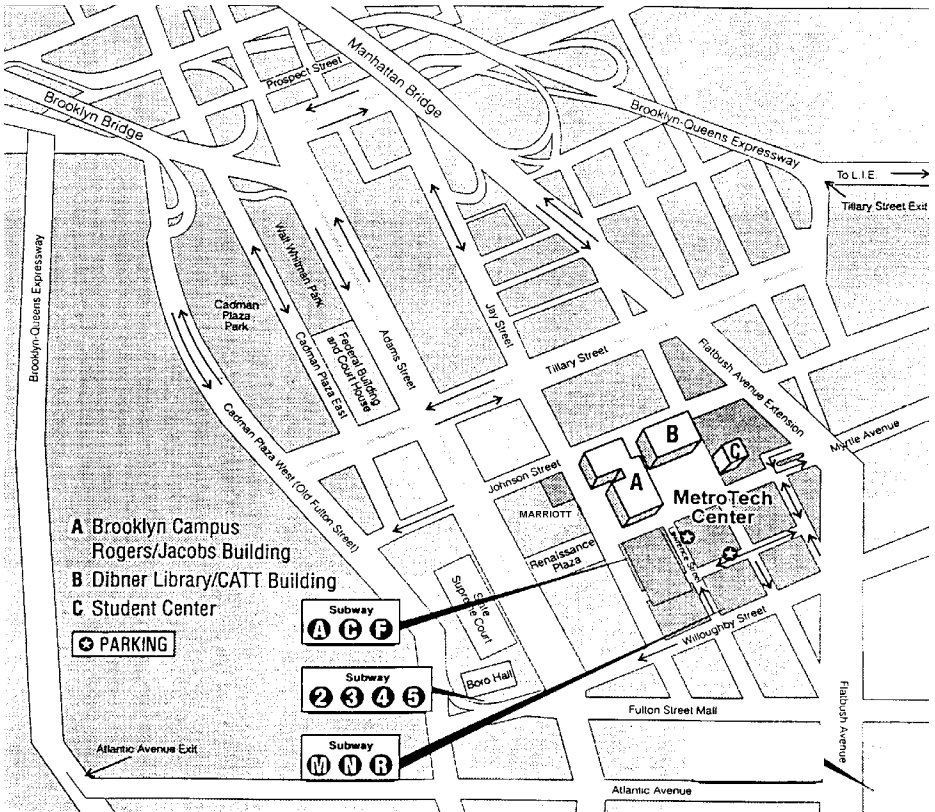 Prospect Street
Manhattan Bridge
Brooklyn Bridge
Brooklyn-Queens Expressway
To L.I.E.
Tillary Street Exit
Brooklyn-Queens Expressway
Walt Whitman Park
Cadman
Plaza
Park
Federal Building
and Court House
Cadman Plaza East
Adams Street
Jay Street
Tillary Street
Flatbush Avenue Extension
Myrtle Avenue
Cadman Plaza West (Old Fulton Street)
Johnson Street
B
C
A
MARRIOTT
MetroTech
Center
A Brooklyn Campus
Rogers/Jacobs Building
B Dibner Library/CATT Building
C Student Center
PARKING
Renaissance
Plaza
State
Supreme Court
Subway
A C F
Willoughby Street
Boro Hall
Subway
2 3 4 5
Fulton Street Mall
Flatbush Avenue
Subway
M N R
Atlantic Avenue Exit
Atlantic Avenue